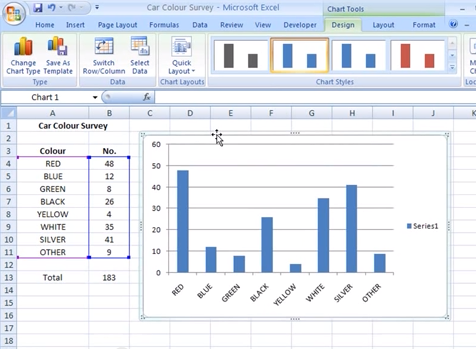 Car Colour Survey - Microsoft Excel
Chart Tools
Home Insert Page Layout Formulas Data Review View Developer Design Layout Format
Change Chart Type
Save As Template
Switch Row/Column
Select Data
Quick Layout
Type
Data
Chart Layouts
Chart Styles
Chart 1
fx
A B C D E F G H I J
1 Car Colour Survey
2
3 Colour No.
4 RED 48
5 BLUE 12
6 GREEN 8
7 BLACK 26
8 YELLOW 4
9 WHITE 35
10 SILVER 41
11 OTHER 9
12
13 Total 183
14
15
16
17
18
60
50
40
30
20
10
0
RED BLUE GREEN BLACK YELLOW WHITE SILVER OTHER
Series1